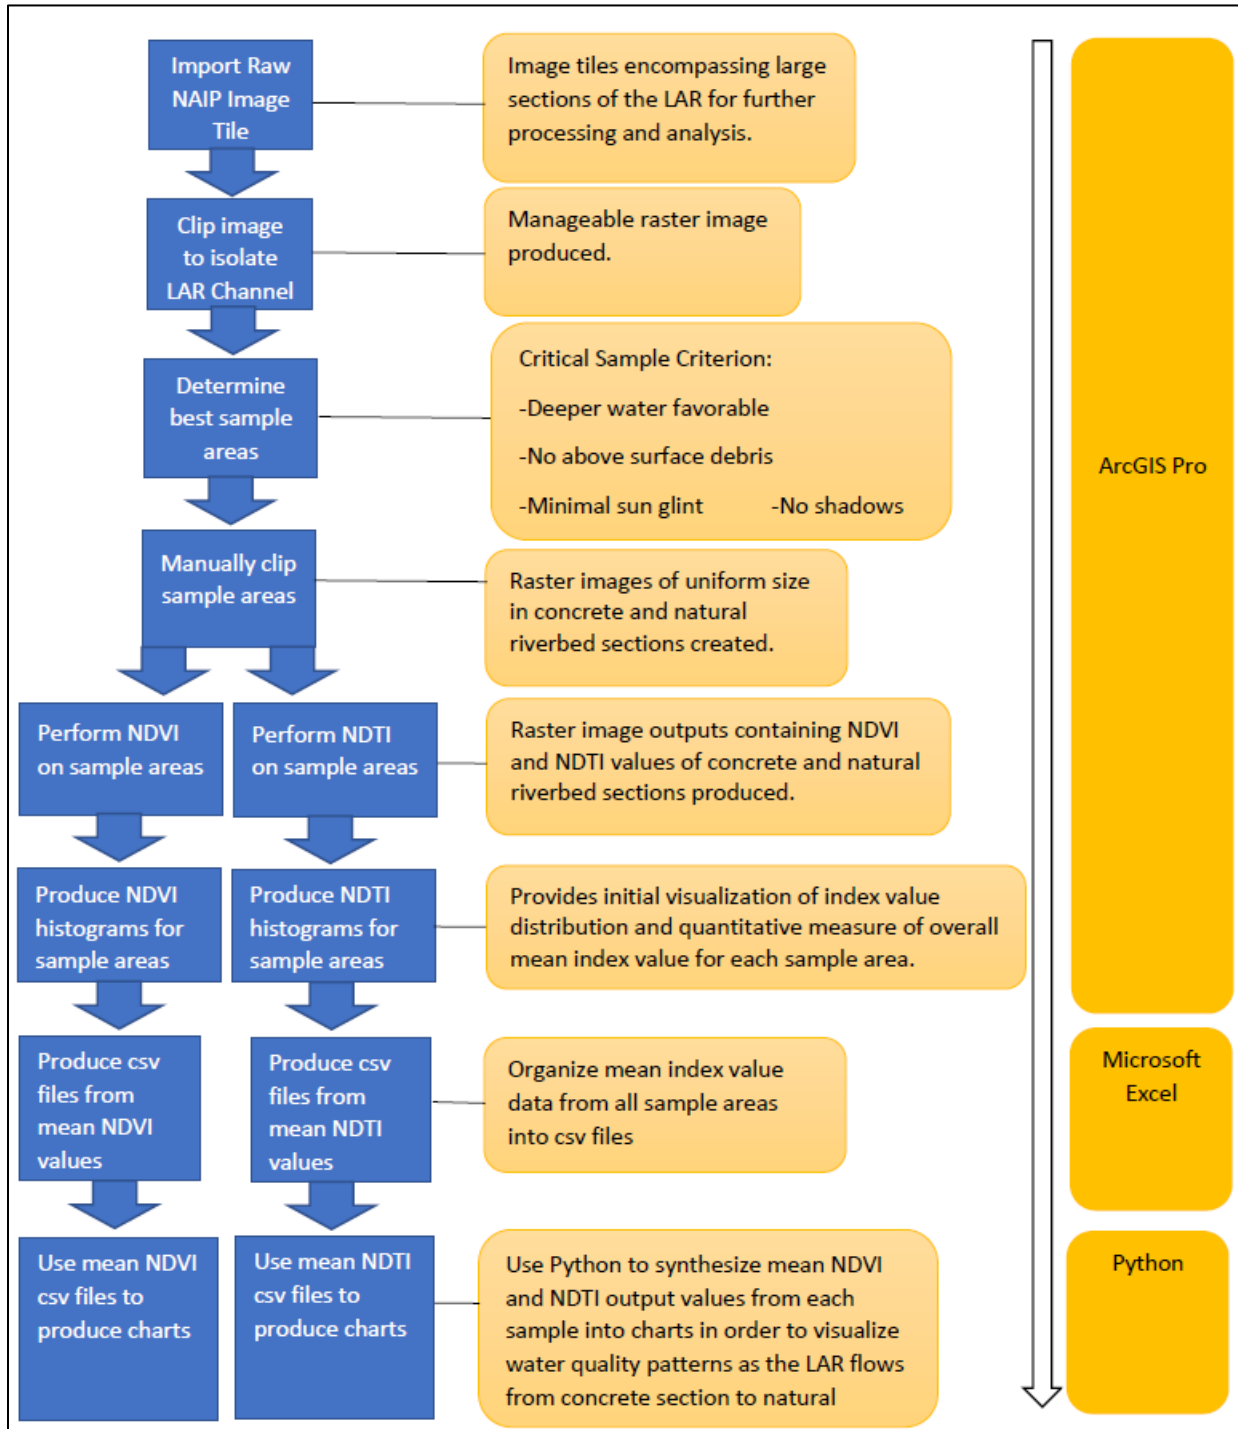 Import Raw
NAIP Image
Tile
Image tiles encompassing large
sections of the LAR for further
processing and analysis.
Clip image
to isolate
LAR Channel
Manageable raster image
produced.
Determine
best sample
areas
Critical Sample Criterion:
-Deeper water favorable
-No above surface debris
-Minimal sun glint -No shadows
Manually clip
sample areas
Raster images of uniform size
in concrete and natural
riverbed sections created.
Perform NDVI
on sample areas
Perform NDTI
on sample areas
Raster image outputs containing NDVI
and NDTI values of concrete and natural
riverbed sections produced.
Produce NDVI
histograms for
sample areas
Produce NDTI
histograms for
sample areas
Provides initial visualization of index value
distribution and quantitative measure of overall
mean index value for each sample area.
Produce csv
files from
mean NDVI
values
Produce csv
files from
mean NDTI
values
Organize mean index value
data from all sample areas
into csv files
Use mean NDVI
csv files to
produce charts
Use mean NDTI
csv files to
produce charts
Use Python to synthesize mean NDVI
and NDTI output values from each
sample into charts in order to visualize
water quality patterns as the LAR flows
from concrete section to natural
ArcGIS Pro
Microsoft
Excel
Python